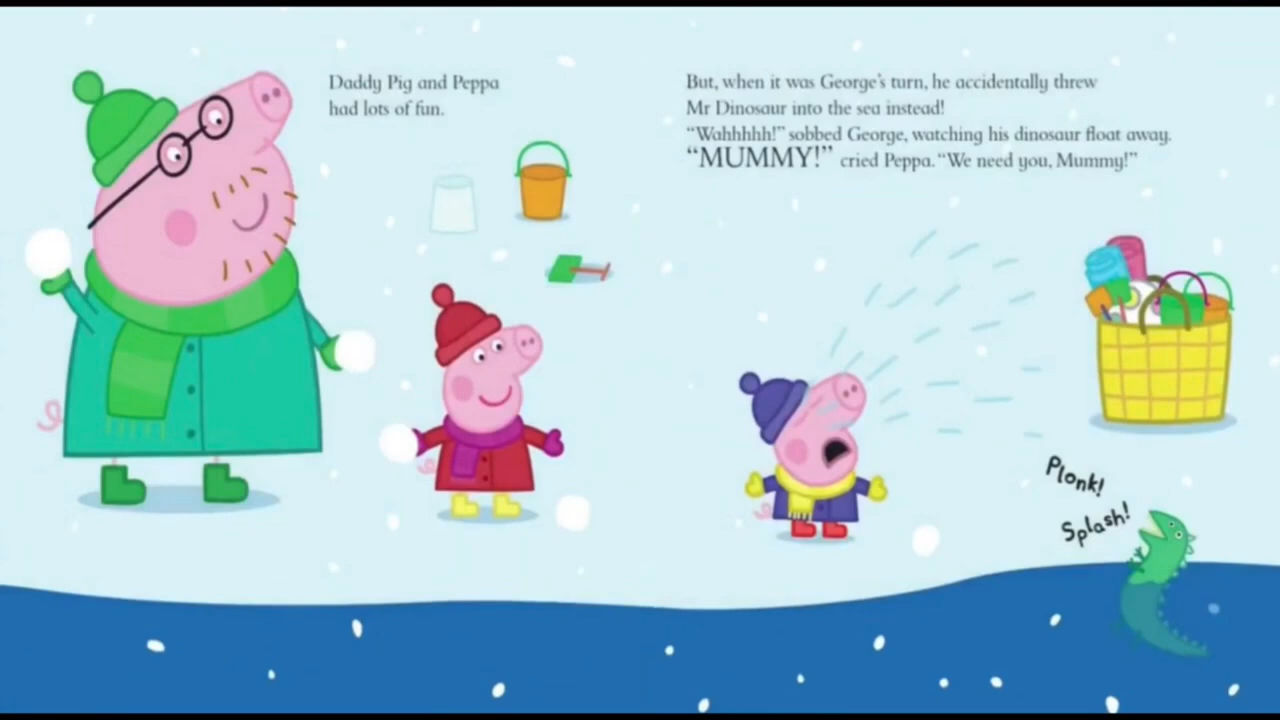 Daddy Pig and Peppa
had lots of fun.
But, when it was George's turn, he accidentally threw
Mr Dinosaur into the sea instead!
“Wahhhhh!” sobbed George, watching his dinosaur float away.
“MUMMY!” cried Peppa. “We need you, Mummy!”
Plonk!
Splash!